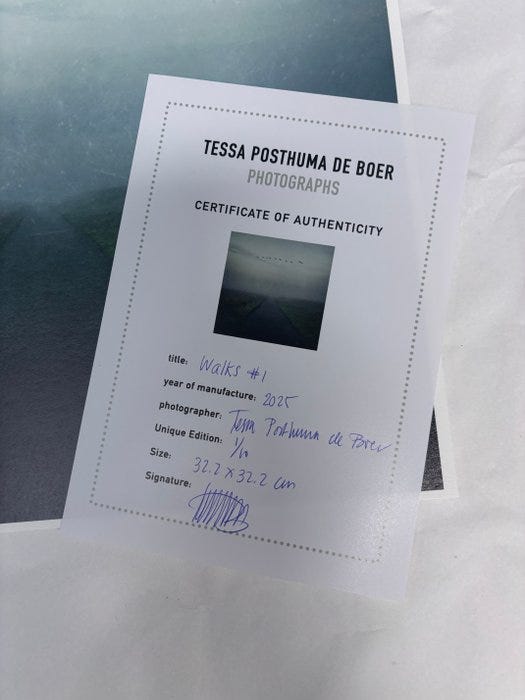 TESSA POSTHUMA DE BOER
PHOTOGRAPHS
CERTIFICATE OF AUTHENTICITY
title: Walks #1
year of manufacture: 2025
photographer: Tessa Posthuma de Boer
Unique Edition: 1/10
Size: 32.2 x 32.2 cm
Signature: